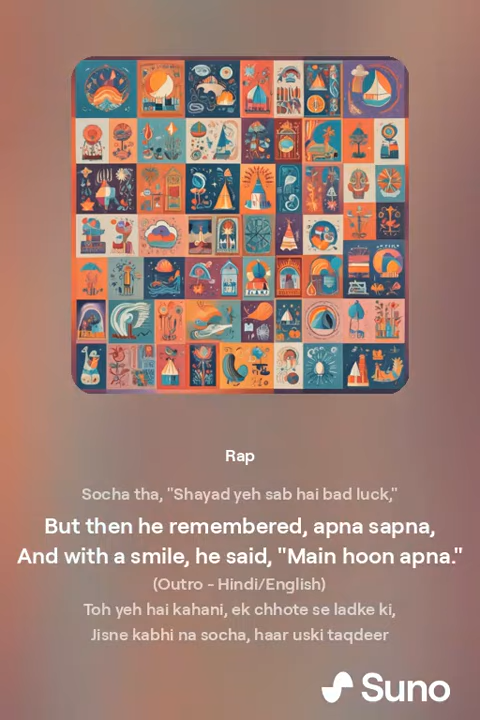 Rap
Socha tha, "Shayad yeh sab hai bad luck,"
But then he remembered, apna sapna,
And with a smile, he said, "Main hoon apna."
(Outro - Hindi/English)
Toh yeh hai kahani, ek chhote se ladke ki,
Jisne kabhi na socha, haar uski taqdeer
Suno